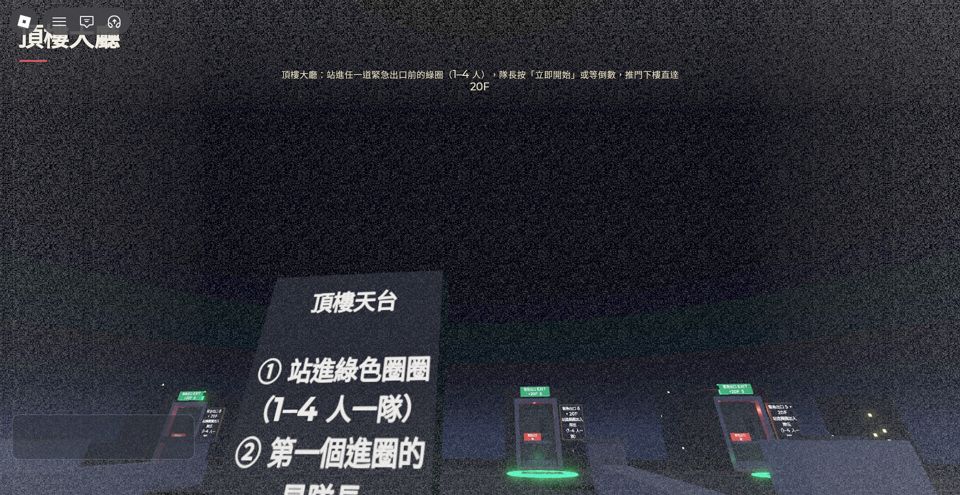 頂樓大廳
頂樓大廳：站進任一道緊急出口前的綠圈（1–4 人），隊長按「立即開始」或等倒數，推門下樓直達
20F
頂樓天台
① 站進綠色圈圈
（1–4 人一隊）
② 第一個進圈的
是隊長